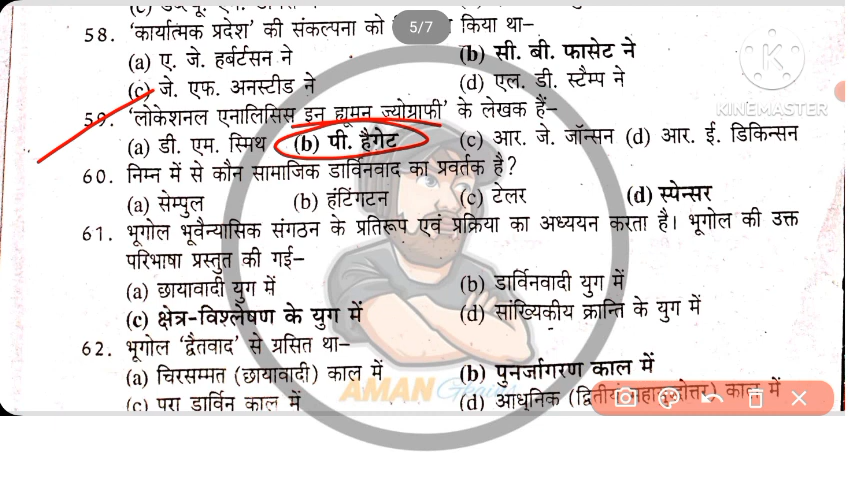 5/7
58. 'कार्यात्मक प्रदेश' की संकल्पना को किया था–
(a) ए. जे. हर्बर्टसन ने (b) सी. बी. फासेट ने
(c) जे. एफ. अनस्टीड ने (d) एल. डी. स्टैम्प ने
KINEMASTER
59. 'लोकेशनल एनालिसिस इन ह्यूमन ज्योग्राफी' के लेखक हैं–
(a) डी. एम. स्मिथ (b) पी. हैगेट (c) आर. जे. जॉन्सन (d) आर. ई. डिकिन्सन
60. निम्न में से कौन सामाजिक डार्विनवाद का प्रवर्तक है?
(a) सेम्पुल (b) हंटिंगटन (c) टेलर (d) स्पेन्सर
61. भूगोल भूवैन्यासिक संगठन के प्रतिरूप एवं प्रक्रिया का अध्ययन करता है। भूगोल की उक्त
परिभाषा प्रस्तुत की गई–
(a) छायावादी युग में (b) डार्विनवादी युग में
(c) क्षेत्र-विश्लेषण के युग में (d) सांख्यिकीय क्रान्ति के युग में
62. भूगोल 'द्वैतवाद' से ग्रसित था–
(a) चिरसम्मत (छायावादी) काल में (b) पुनर्जागरण काल में
AMAN
(c) परा डार्विन काल में (d) आधुनिक काल में